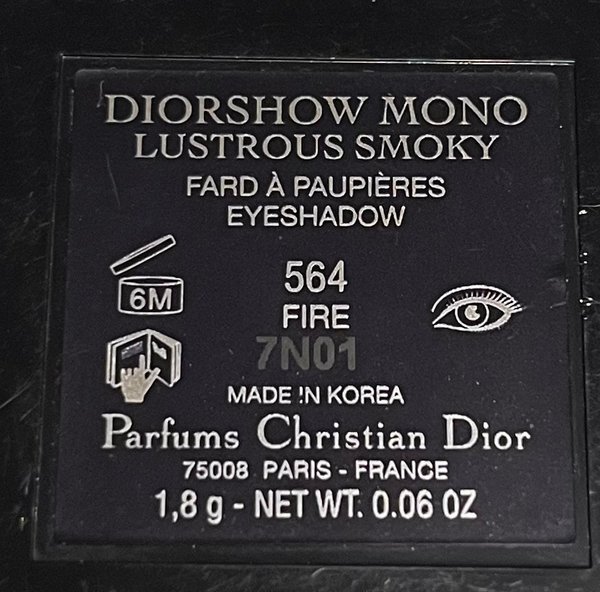 DIORSHOW MONO
LUSTROUS SMOKY
FARD À PAUPIÈRES
EYESHADOW
6M
564
FIRE
7N01
MADE IN KOREA
Parfums Christian Dior
75008 PARIS - FRANCE
1,8 g - NET WT. 0.06 OZ